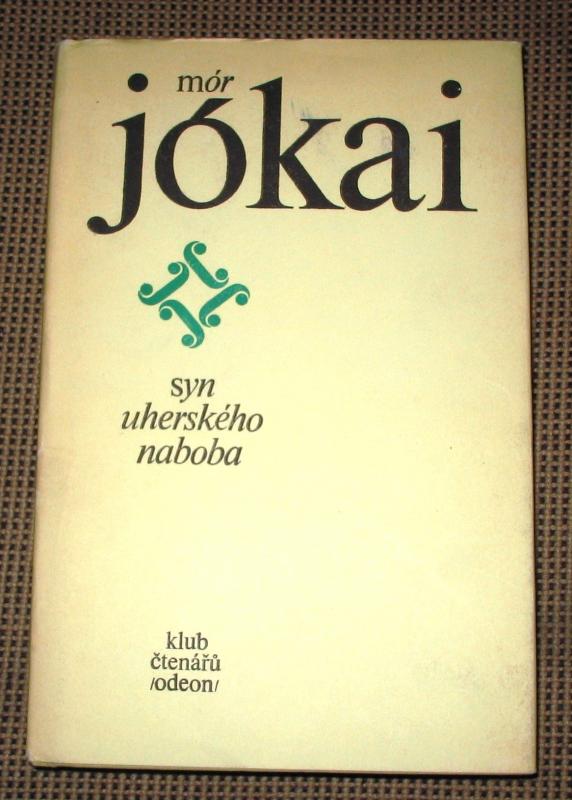 mór
jókai
syn
uherského
naboba
klub
čtenářů
/odeon/